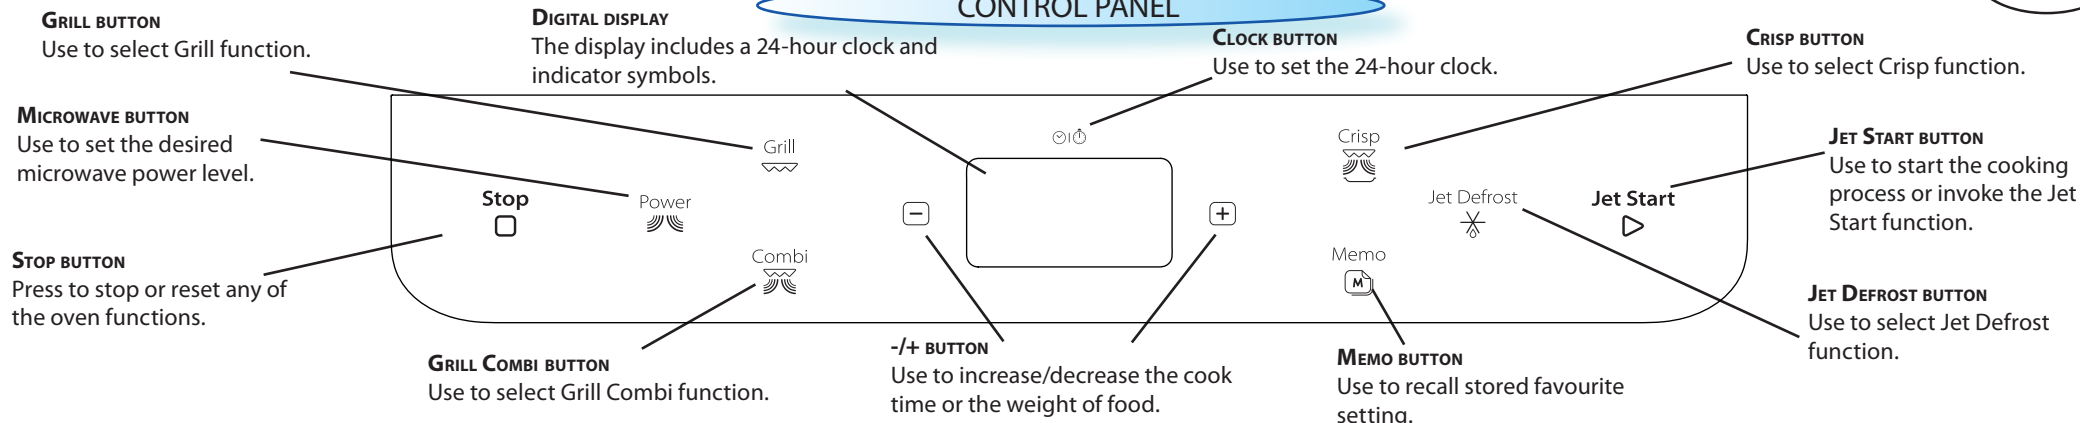 CONTROL PANEL
GRILL BUTTON
Use to select Grill function.
DIGITAL DISPLAY
The display includes a 24-hour clock and
indicator symbols.
CLOCK BUTTON
Use to set the 24-hour clock.
CRISP BUTTON
Use to select Crisp function.
MICROWAVE BUTTON
Use to set the desired
microwave power level.
JET START BUTTON
Use to start the cooking
process or invoke the Jet
Start function.
Grill
Crisp
Stop
Power
-
+
Jet Defrost
Jet Start
Combi
Memo
M
STOP BUTTON
Press to stop or reset any of
the oven functions.
JET DEFROST BUTTON
Use to select Jet Defrost
function.
GRILL COMBI BUTTON
Use to select Grill Combi function.
-/+ BUTTON
Use to increase/decrease the cook
time or the weight of food.
MEMO BUTTON
Use to recall stored favourite
setting.